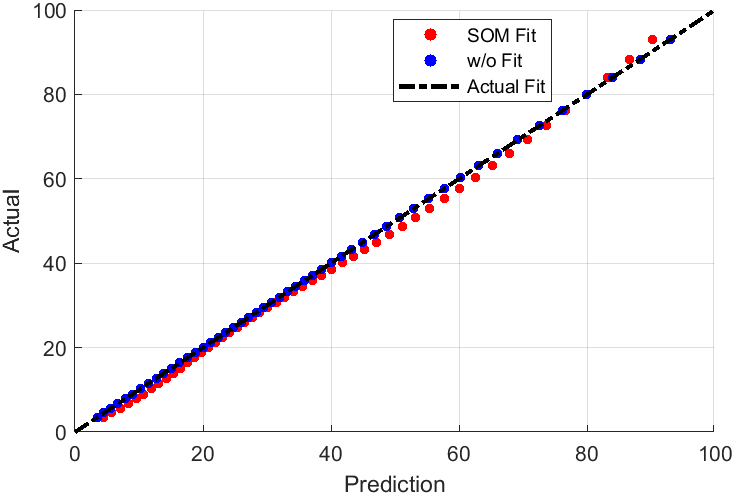 100
80
60
40
20
0
Actual
SOM Fit
w/o Fit
Actual Fit
0 20 40 60 80 100
Prediction